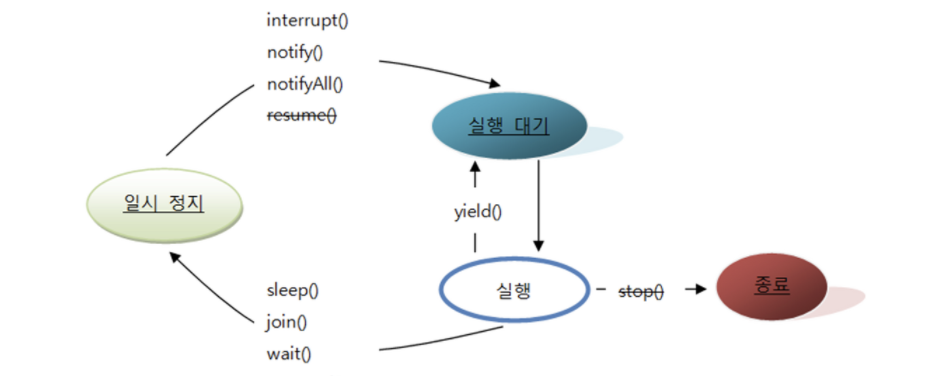 interrupt()
notify()
notifyAll()
resume()
실행 대기
일시 정지
yield()
sleep()
join()
wait()
실행
stop()
종료